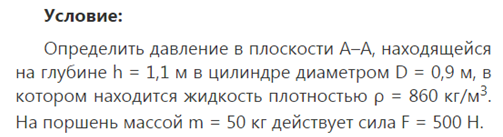 Условие:
Определить давление в плоскости А–А, находящейся
на глубине h = 1,1 м в цилиндре диаметром D = 0,9 м, в
котором находится жидкость плотностью ρ = 860 кг/м³.
На поршень массой m = 50 кг действует сила F = 500 Н.